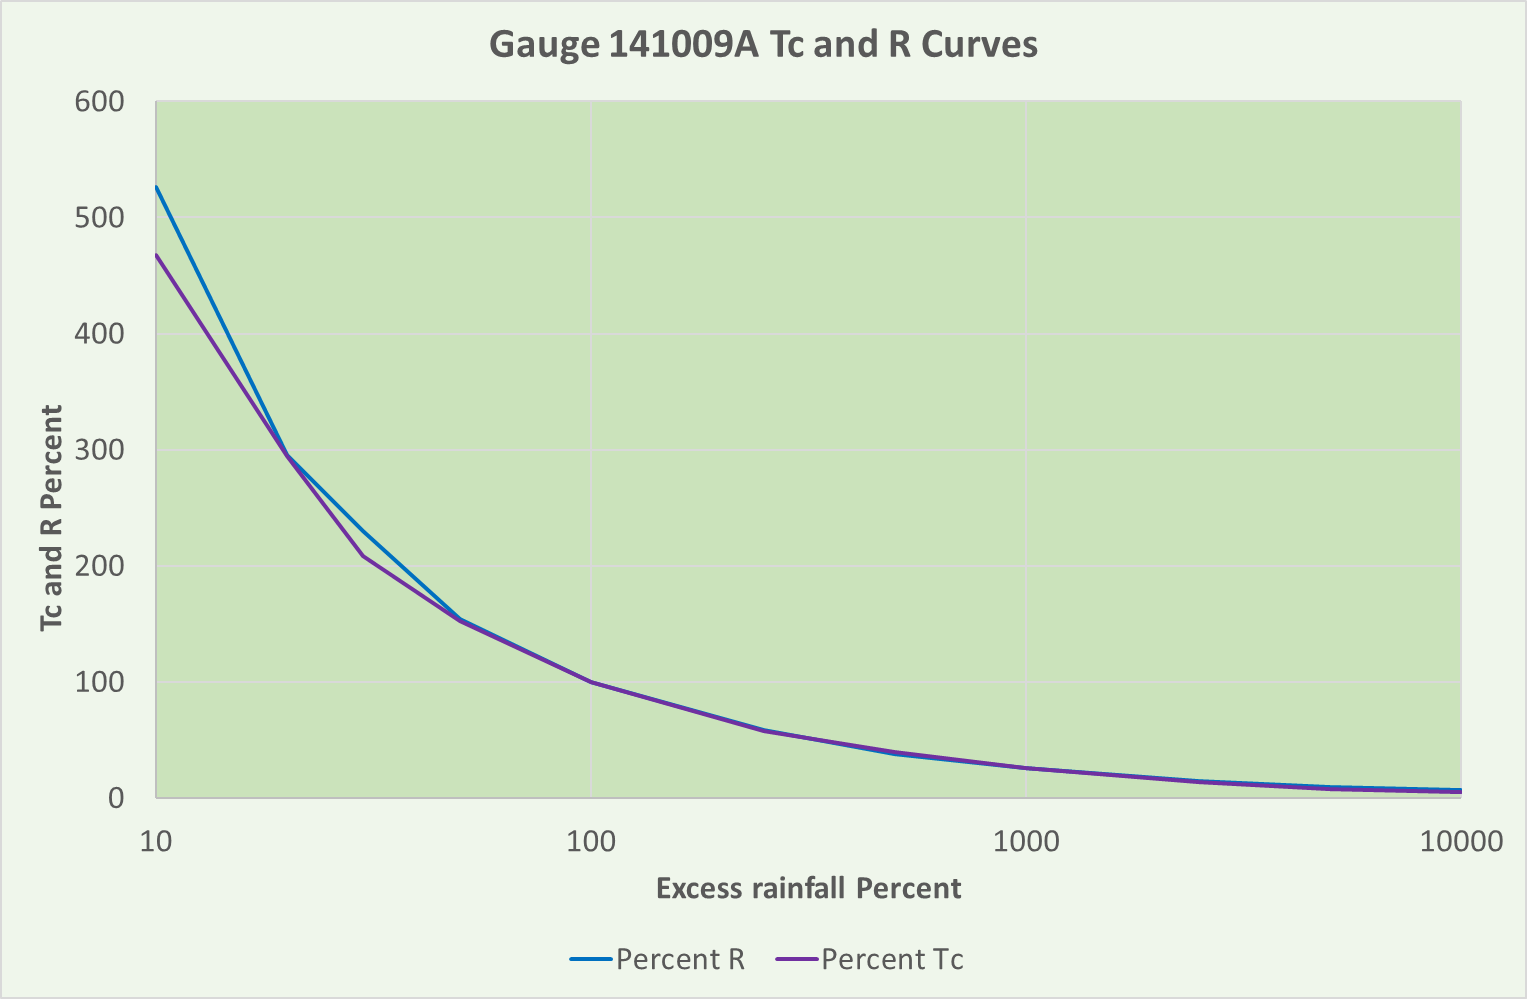 Gauge 141009A Tc and R Curves
600
500
400
300
200
100
0
Tc and R Percent
10 100 1000 10000
Excess rainfall Percent
Percent R Percent Tc